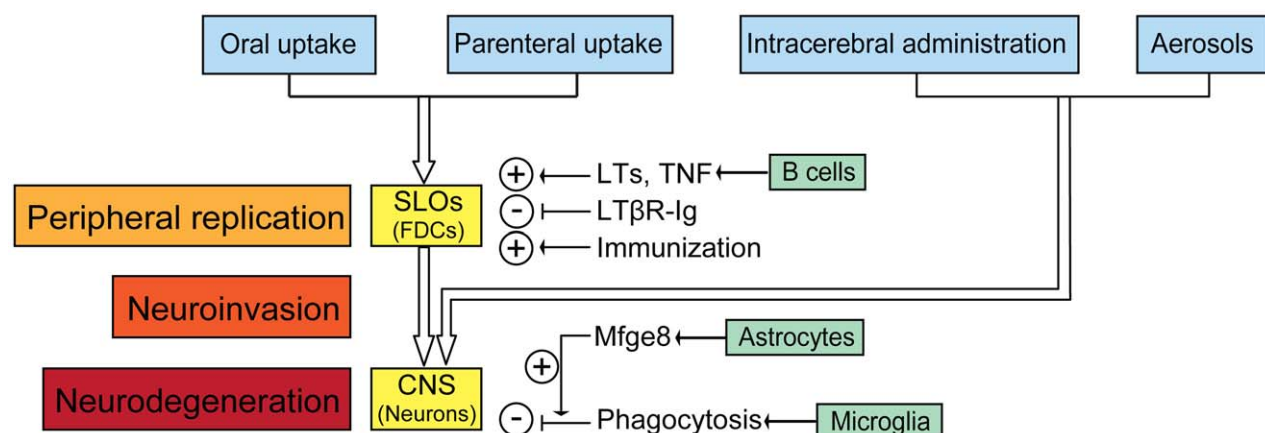 Oral uptake
Parenteral uptake
Intracerebral administration
Aerosols
+
LTs, TNF
B cells
Peripheral replication
SLOs
(FDCs)
-
LTβR-Ig
+
Immunization
Neuroinvasion
Mfge8
Astrocytes
+
Neurodegeneration
CNS
(Neurons)
-
Phagocytosis
Microglia